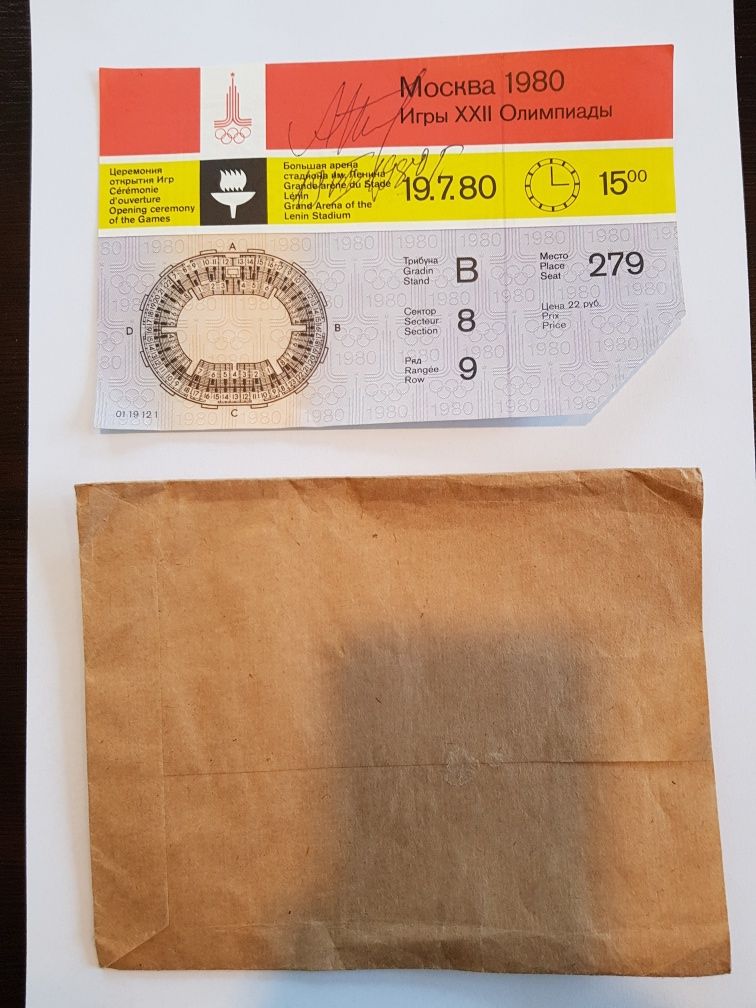 Москва 1980
Игры XXII Олимпиады
Церемония
открытия Игр
Cérémonie
d'ouverture
Opening ceremony
of the Games
Большая арена
стадиона им. Ленина
Grande arène du Stade
Lénin
Grand Arena of the
Lenin Stadium
19.7.80
15⁰⁰
Трибуна
Gradin
Stand
B
Место
Place
Seat
279
Сектор
Secteur
Section
8
Цена 22 руб.
Prix
Price
Ряд
Rangée
Row
9
A
D
B
C
01 19 12 1